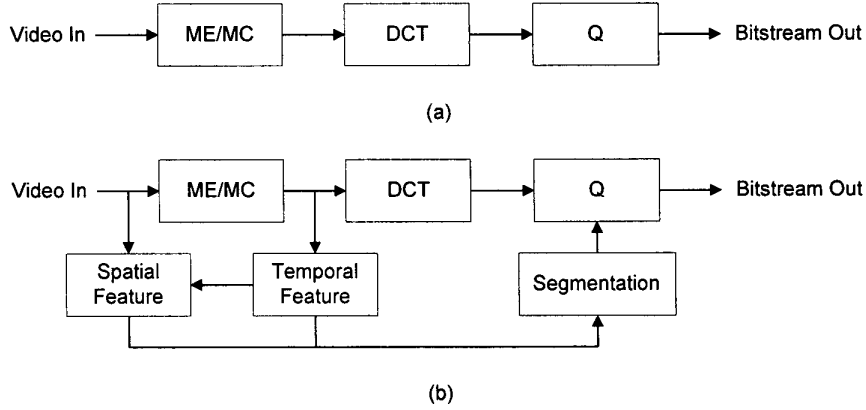 Video In
ME/MC
DCT
Q
Bitstream Out
(a)
Video In
ME/MC
DCT
Q
Bitstream Out
Spatial
Feature
Temporal
Feature
Segmentation
(b)